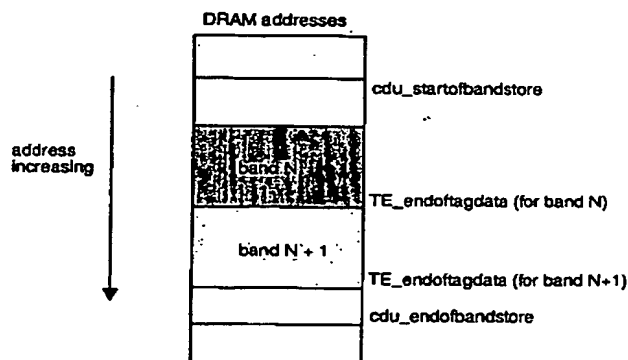 DRAM addresses
cdu_startofbandstore
address
increasing
band N
TE_endoftagdata (for band N)
band N + 1
TE_endoftagdata (for band N+1)
cdu_endofbandstore